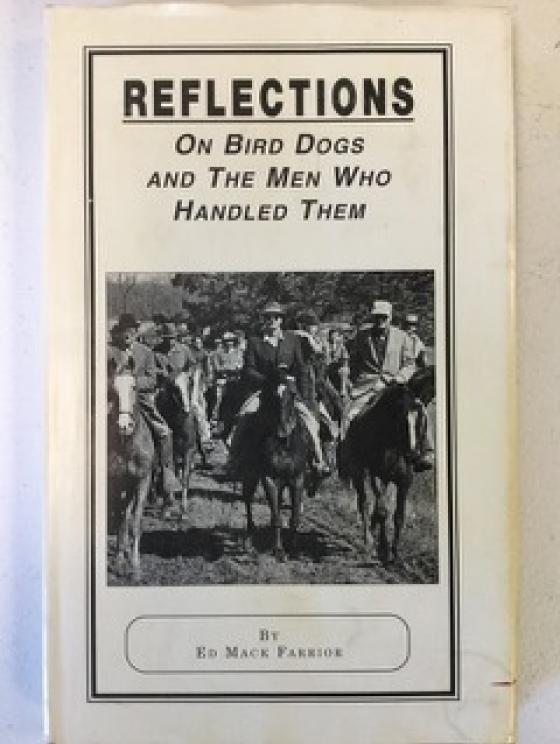 REFLECTIONS
ON BIRD DOGS
AND THE MEN WHO
HANDLED THEM
BY
ED MACK FARRIOR